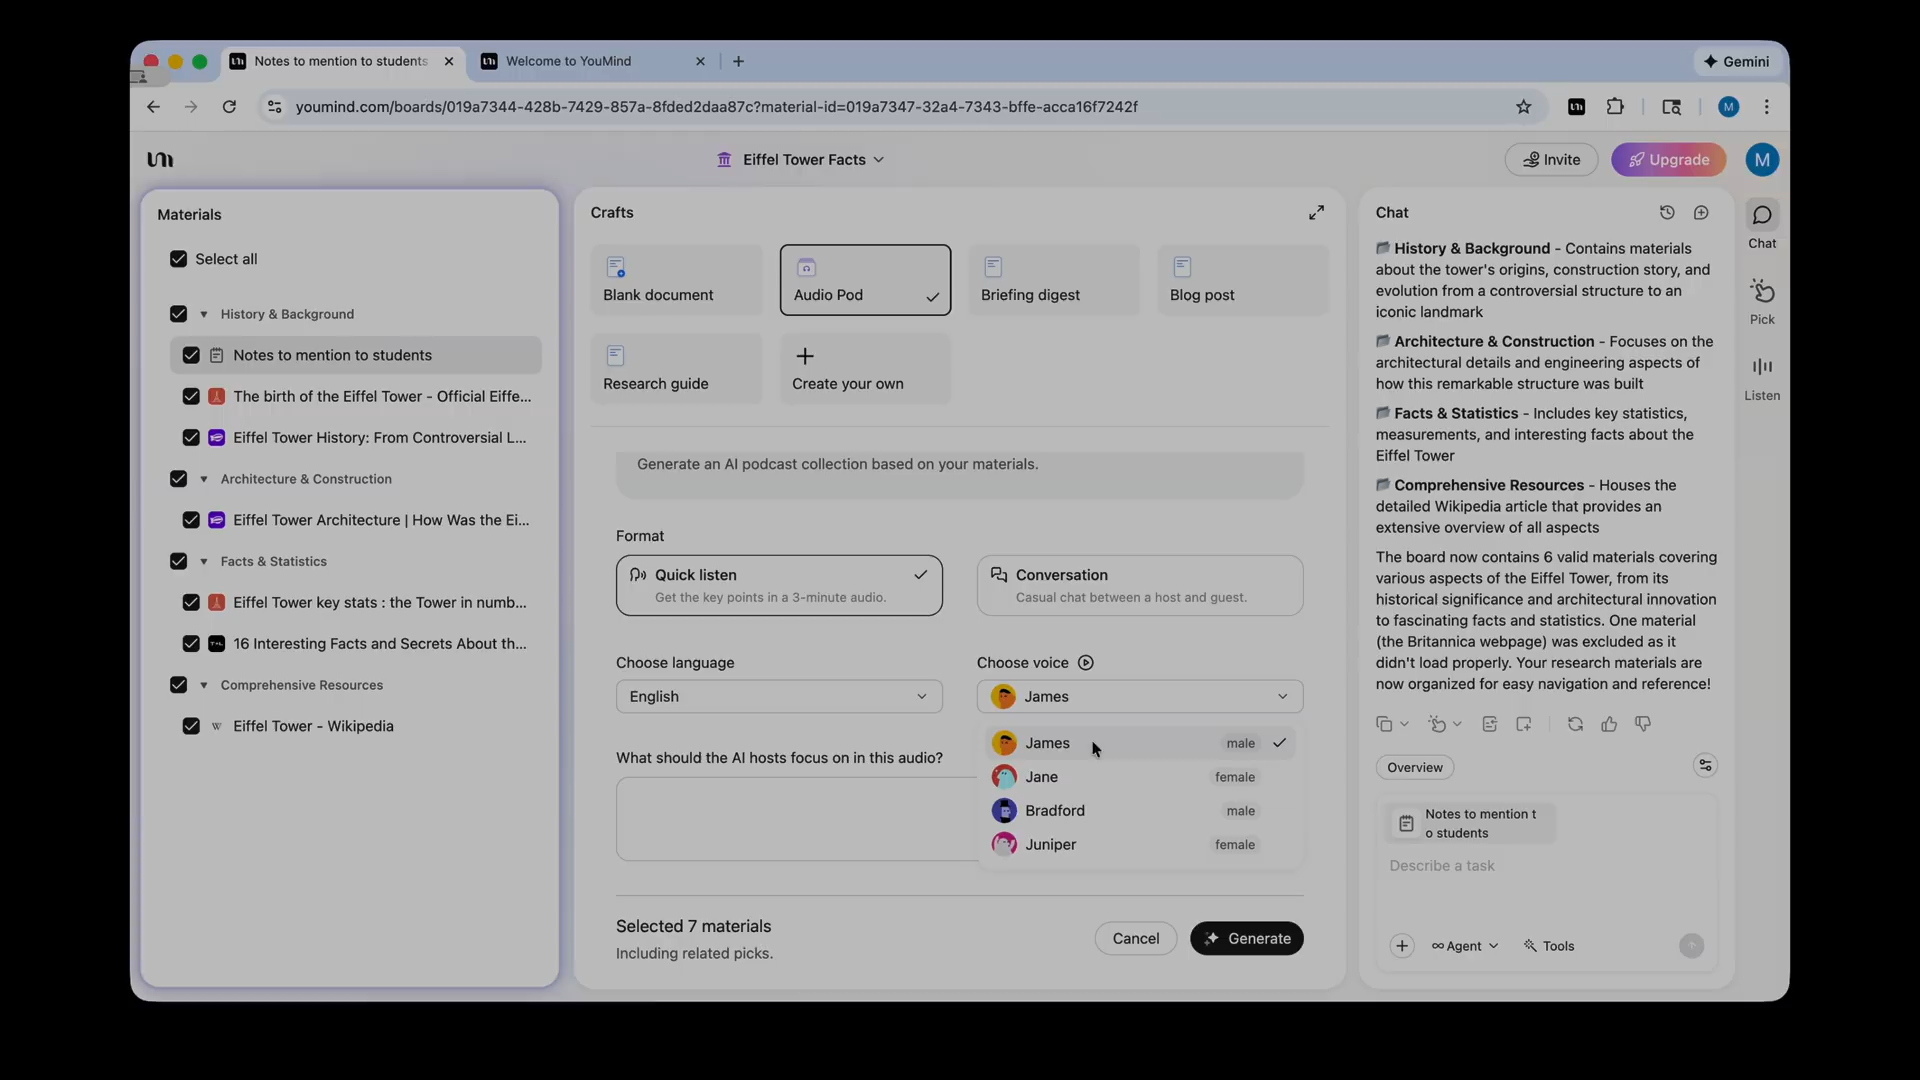 Notes to mention to students
Welcome to YouMind
Gemini
youmind.com/boards/019a7344-428b-7429-857a-8fded2daa87c?material-id=019a7347-32a4-7343-bffe-acca16f7242f
M
Eiffel Tower Facts
Invite
Upgrade
M
Materials
Select all
History & Background
Notes to mention to students
The birth of the Eiffel Tower - Official Eiffe...
Eiffel Tower History: From Controversial L...
Architecture & Construction
Eiffel Tower Architecture | How Was the Ei...
Facts & Statistics
Eiffel Tower key stats : the Tower in numb...
16 Interesting Facts and Secrets About th...
Comprehensive Resources
W Eiffel Tower - Wikipedia
Crafts
Blank document
Audio Pod
Briefing digest
Blog post
Research guide
Create your own
Generate an AI podcast collection based on your materials.
Format
Quick listen
Get the key points in a 3-minute audio.
Conversation
Casual chat between a host and guest.
Choose language
English
Choose voice
James
James male
Jane female
Bradford male
Juniper female
What should the AI hosts focus on in this audio?
Selected 7 materials
Including related picks.
Cancel
Generate
Chat
History & Background - Contains materials
about the tower's origins, construction story, and
evolution from a controversial structure to an
iconic landmark
Architecture & Construction - Focuses on the
architectural details and engineering aspects of
how this remarkable structure was built
Facts & Statistics - Includes key statistics,
measurements, and interesting facts about the
Eiffel Tower
Comprehensive Resources - Houses the
detailed Wikipedia article that provides an
extensive overview of all aspects
The board now contains 6 valid materials covering
various aspects of the Eiffel Tower, from its
historical significance and architectural innovation
to fascinating facts and statistics. One material
(the Britannica webpage) was excluded as it
didn't load properly. Your research materials are
now organized for easy navigation and reference!
Overview
Notes to mention t
o students
Describe a task
Agent
Tools
Chat
Pick
Listen